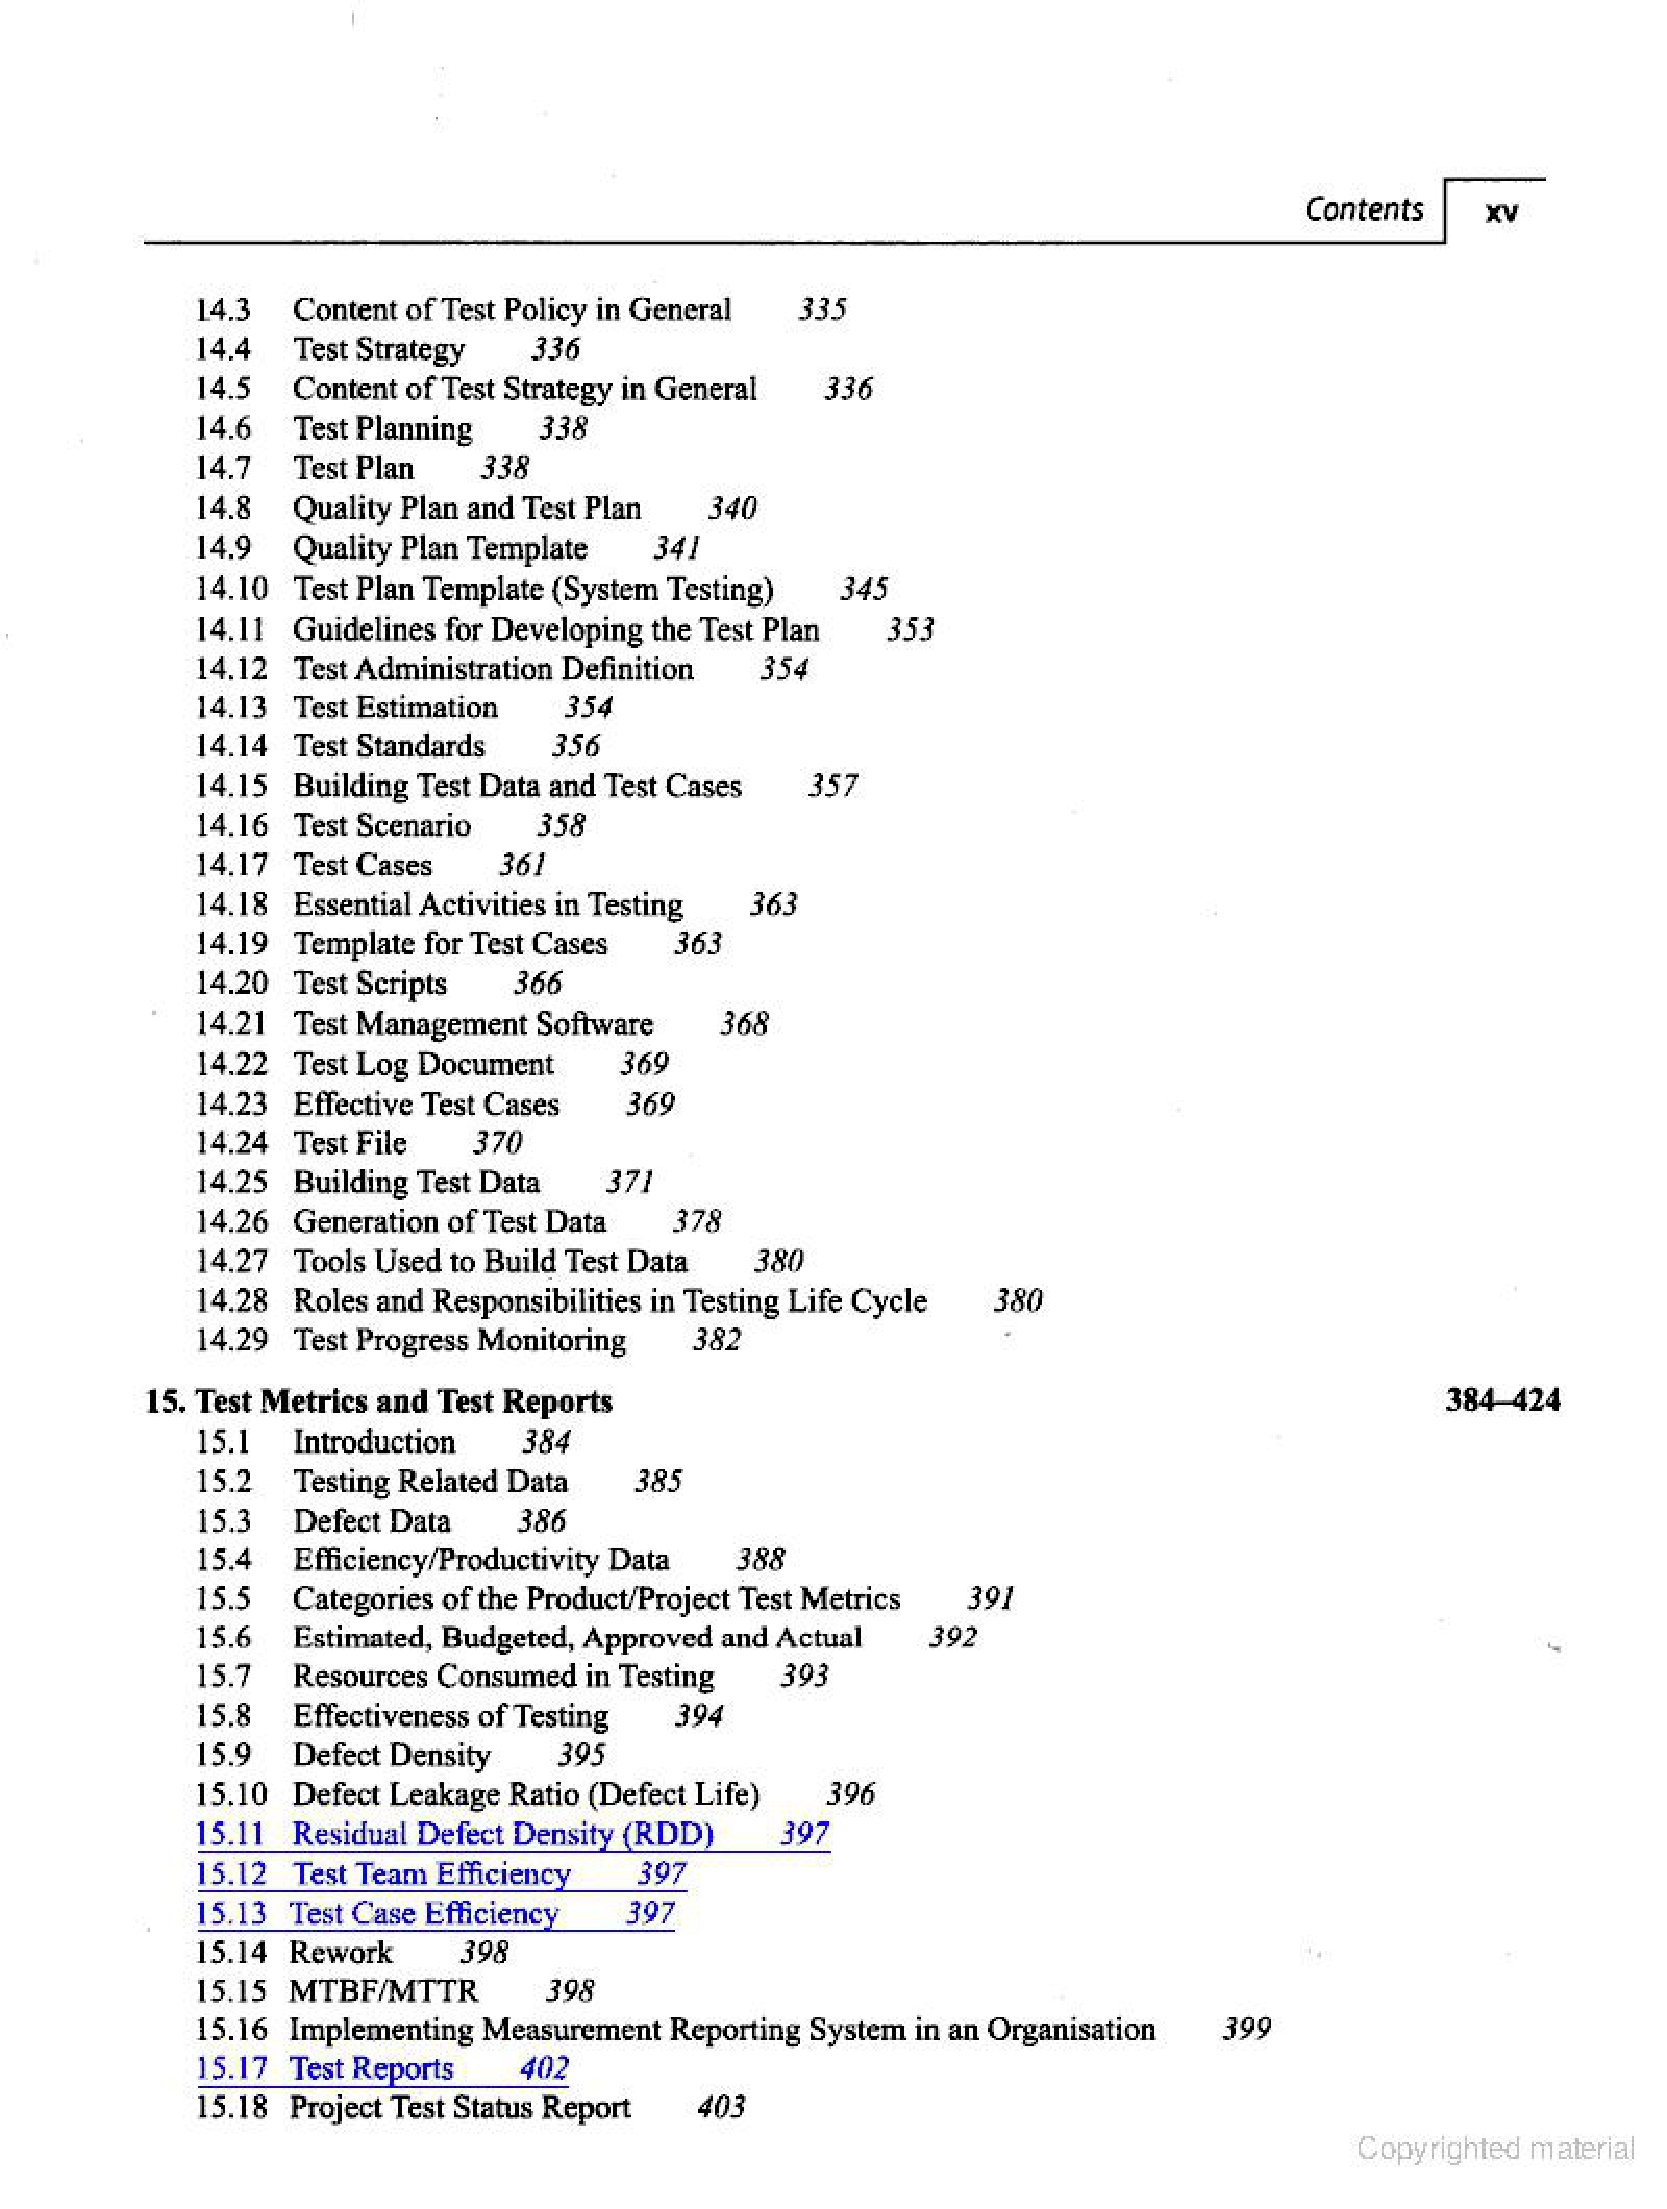 Contents xv
14.3 Content of Test Policy in General 335
14.4 Test Strategy 336
14.5 Content of Test Strategy in General 336
14.6 Test Planning 338
14.7 Test Plan 338
14.8 Quality Plan and Test Plan 340
14.9 Quality Plan Template 341
14.10 Test Plan Template (System Testing) 345
14.11 Guidelines for Developing the Test Plan 353
14.12 Test Administration Definition 354
14.13 Test Estimation 354
14.14 Test Standards 356
14.15 Building Test Data and Test Cases 357
14.16 Test Scenario 358
14.17 Test Cases 361
14.18 Essential Activities in Testing 363
14.19 Template for Test Cases 363
14.20 Test Scripts 366
14.21 Test Management Software 368
14.22 Test Log Document 369
14.23 Effective Test Cases 369
14.24 Test File 370
14.25 Building Test Data 371
14.26 Generation of Test Data 378
14.27 Tools Used to Build Test Data 380
14.28 Roles and Responsibilities in Testing Life Cycle 380
14.29 Test Progress Monitoring 382
15. Test Metrics and Test Reports 384–424
15.1 Introduction 384
15.2 Testing Related Data 385
15.3 Defect Data 386
15.4 Efficiency/Productivity Data 388
15.5 Categories of the Product/Project Test Metrics 391
15.6 Estimated, Budgeted, Approved and Actual 392
15.7 Resources Consumed in Testing 393
15.8 Effectiveness of Testing 394
15.9 Defect Density 395
15.10 Defect Leakage Ratio (Defect Life) 396
15.11 Residual Defect Density (RDD) 397
15.12 Test Team Efficiency 397
15.13 Test Case Efficiency 397
15.14 Rework 398
15.15 MTBF/MTTR 398
15.16 Implementing Measurement Reporting System in an Organisation 399
15.17 Test Reports 402
15.18 Project Test Status Report 403
Copyrighted material